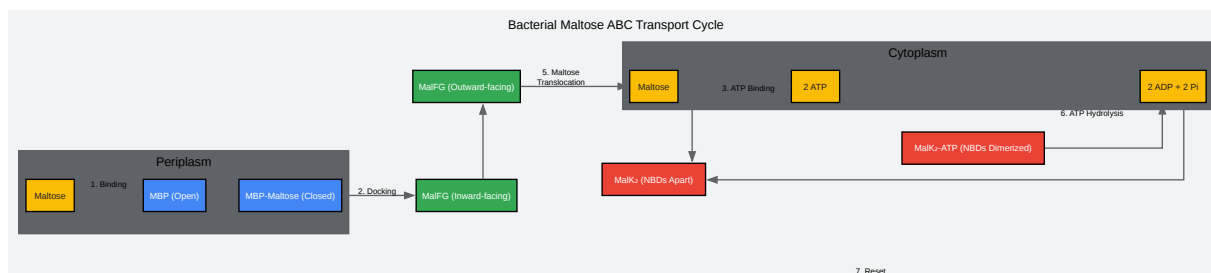 Bacterial Maltose ABC Transport Cycle
Cytoplasm
5. Maltose
Translocation
MalFG (Outward-facing)
Maltose
3. ATP Binding
2 ATP
2 ADP + 2 Pi
6. ATP Hydrolysis
MalK₂-ATP (NBDs Dimerized)
Periplasm
MalK₂ (NBDs Apart)
1. Binding
Maltose
MBP (Open)
MBP-Maltose (Closed)
2. Docking
MalFG (Inward-facing)
7. Reset